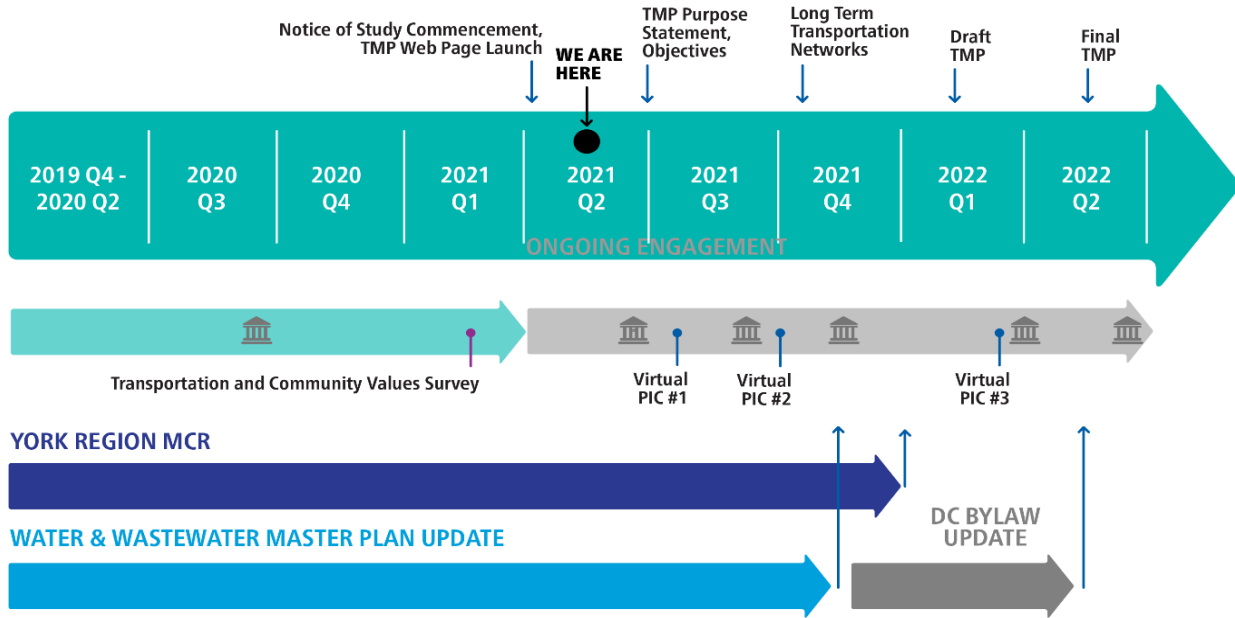 Notice of Study Commencement,
TMP Web Page Launch
WE ARE
HERE
TMP Purpose
Statement,
Objectives
Long Term
Transportation
Networks
Draft
TMP
Final
TMP
2019 Q4 -
2020 Q2
2020
Q3
2020
Q4
2021
Q1
2021
Q2
2021
Q3
2021
Q4
2022
Q1
2022
Q2
ONGOING ENGAGEMENT
Transportation and Community Values Survey
Virtual
PIC #1
Virtual
PIC #2
Virtual
PIC #3
YORK REGION MCR
WATER & WASTEWATER MASTER PLAN UPDATE
DC BYLAW
UPDATE